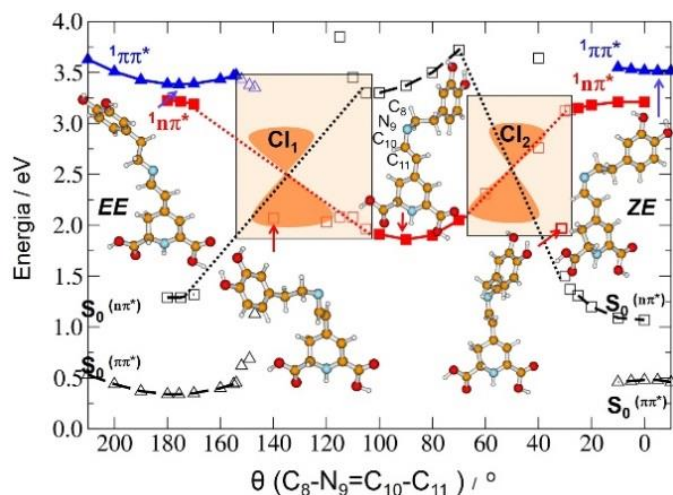 4.0
3.5
3.0
2.5
2.0
1.5
1.0
0.5
0.0
Energia / eV
¹ππ*
¹nπ*
EE
S₀ (nπ*)
S₀ (ππ*)
CI₁
C₈
N₉
C₁₀
C₁₁
CI₂
¹ππ*
¹nπ*
ZE
S₀ (nπ*)
S₀ (ππ*)
200 180 160 140 120 100 80 60 40 20 0
θ (C₈-N₉=C₁₀-C₁₁) / °